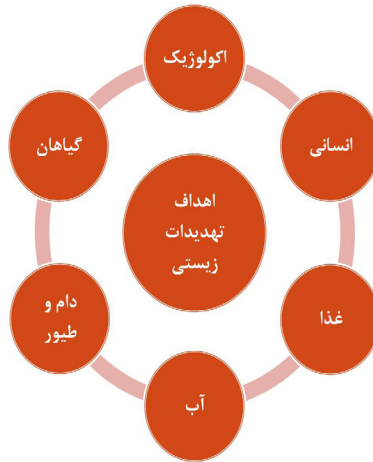 اکولوژیک
انسانی
غذا
آب
دام و
طیور
گیاهان
اهداف
تهدیدات
زیستی